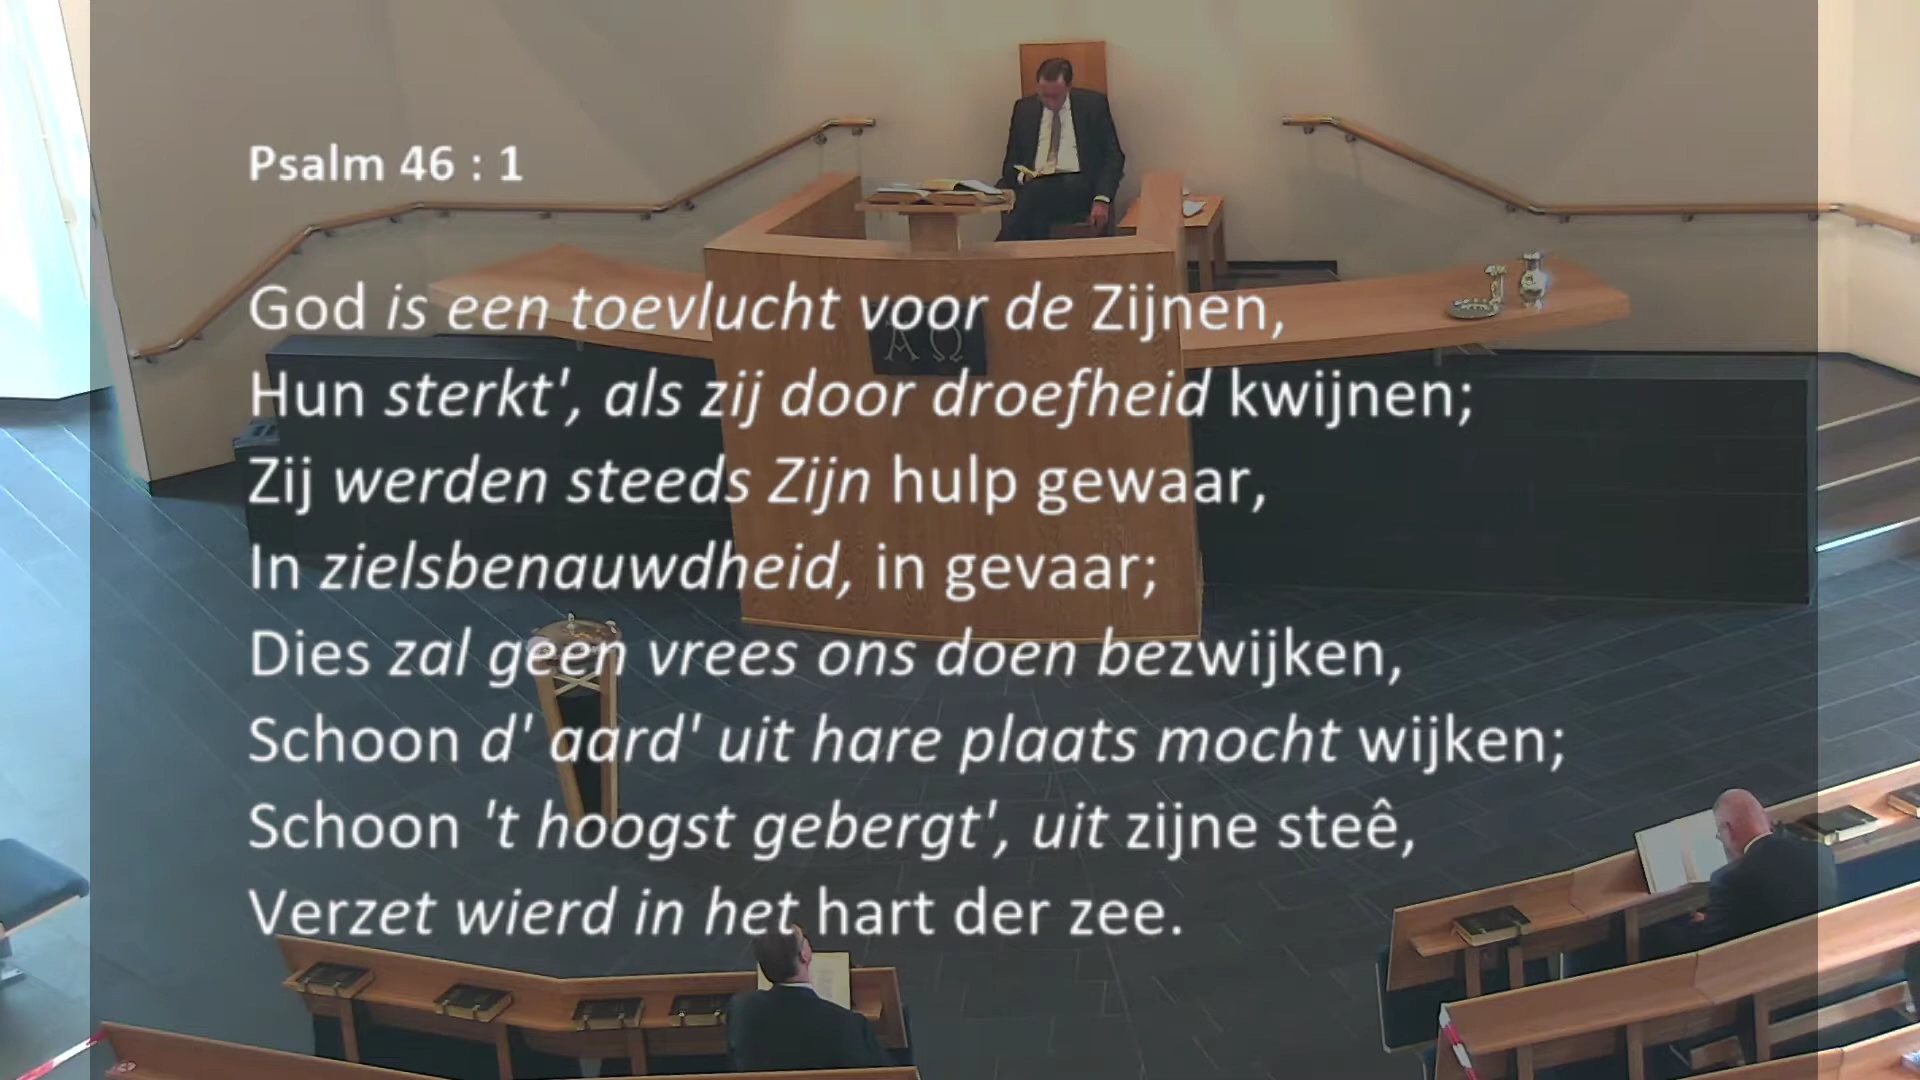 Psalm 46 : 1
God is een toevlucht voor de Zijnen,
Hun sterkt', als zij door droefheid kwijnen;
Zij werden steeds Zijn hulp gewaar,
In zielsbenauwdheid, in gevaar;
Dies zal geen vrees ons doen bezwijken,
Schoon d' aard' uit hare plaats mocht wijken;
Schoon 't hoogst gebergt', uit zijne steê,
Verzet wierd in het hart der zee.
Α Ω